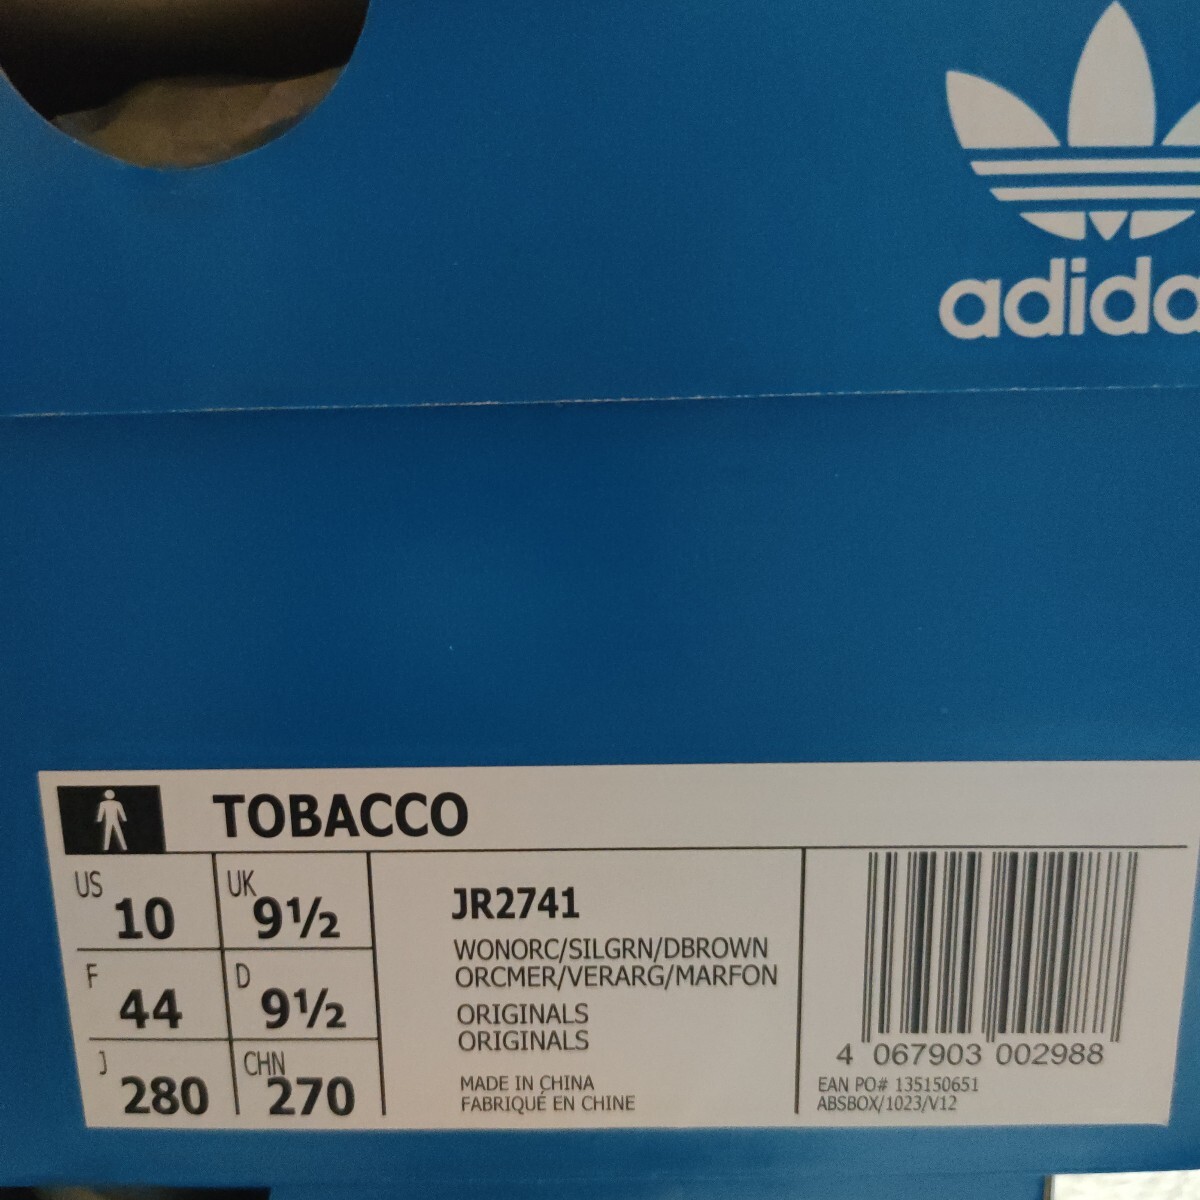 adida
TOBACCO
US 10 UK 9½
F 44 D 9½
J 280 CHN 270
JR2741
WONORC/SILGRN/DBROWN
ORCMER/VERARG/MARFON
ORIGINALS
ORIGINALS
MADE IN CHINA
FABRIQUÉ EN CHINE
4 067903 002988
EAN PO# 135150651
ABSBOX/1023/V12